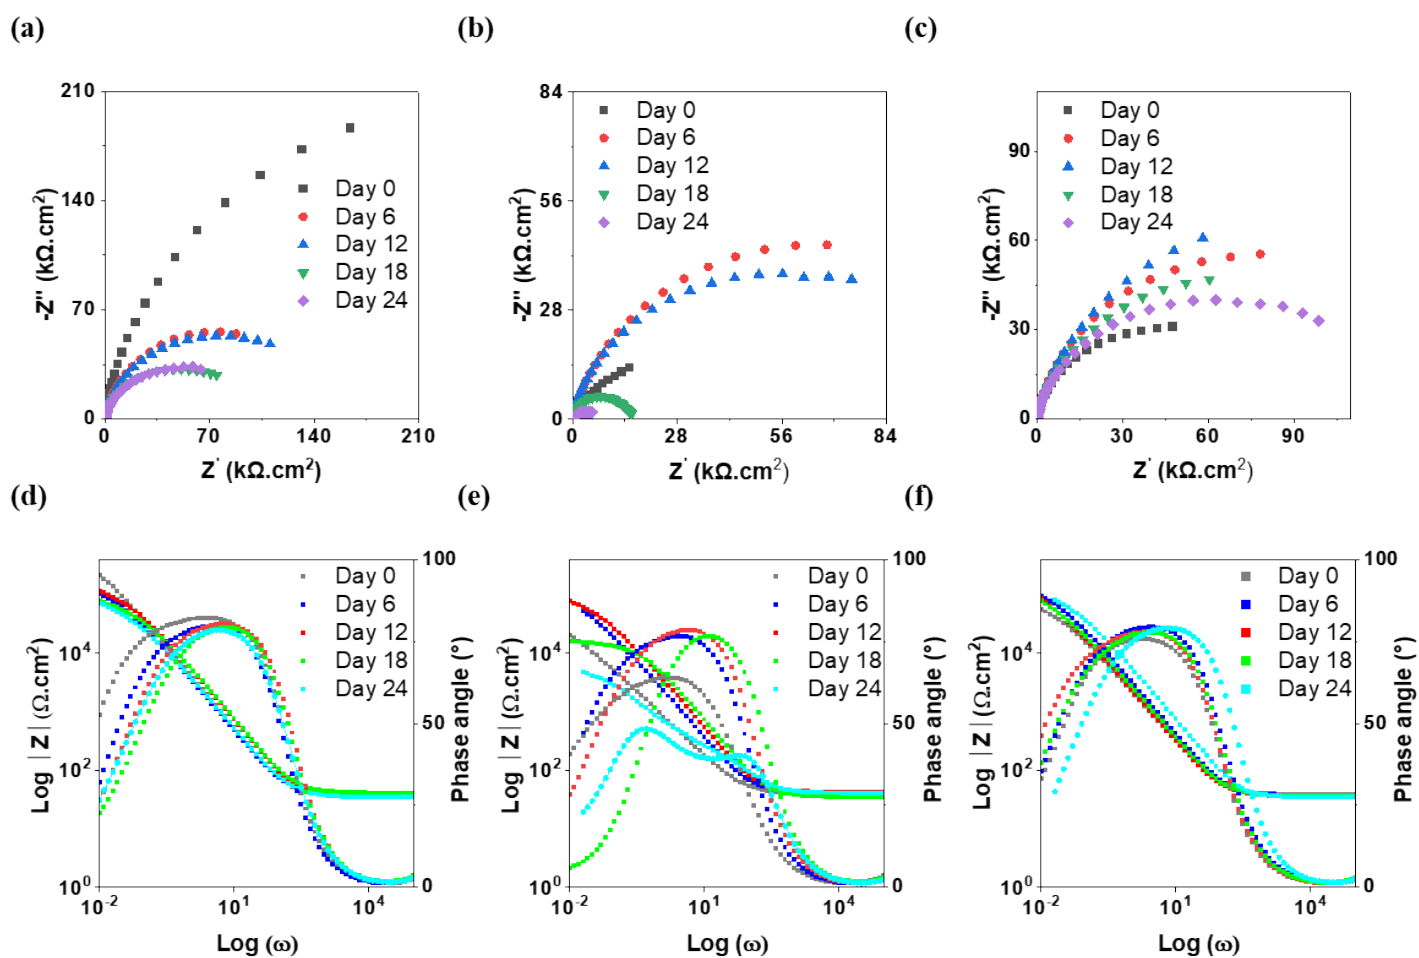 (a)
(b)
(c)
210
140
70
0
-Z'' (kΩ.cm²)
Day 0
Day 6
Day 12
Day 18
Day 24
0
70
140
210
Z' (kΩ.cm²)
84
56
28
0
-Z'' (kΩ.cm²)
Day 0
Day 6
Day 12
Day 18
Day 24
0
28
56
84
Z' (kΩ.cm²)
90
60
30
0
-Z'' (kΩ.cm²)
Day 0
Day 6
Day 12
Day 18
Day 24
0
30
60
90
Z' (kΩ.cm²)
(d)
(e)
(f)
10⁴
10²
10⁰
Log |Z| (Ω.cm²)
Day 0
Day 6
Day 12
Day 18
Day 24
100
50
0
Phase angle (°)
10⁻²
10¹
10⁴
Log (ω)
10⁴
10²
10⁰
Log |Z| (Ω.cm²)
Day 0
Day 6
Day 12
Day 18
Day 24
100
50
0
Phase angle (°)
10⁻²
10¹
10⁴
Log (ω)
10⁴
10²
10⁰
Log |Z| (Ω.cm²)
Day 0
Day 6
Day 12
Day 18
Day 24
100
50
0
Phase angle (°)
10⁻²
10¹
10⁴
Log (ω)